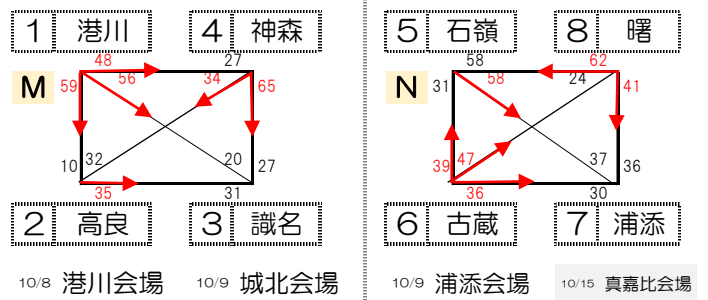 1 港川 4 神森
48 27
M 59 56 34 65
10 32 20 27
35 31
2 高良 3 識名
10/8 港川会場 10/9 城北会場
5 石嶺 8 曙
58 62
N 31 58 24 41
39 47 37 36
36 30
6 古蔵 7 浦添
10/9 浦添会場 10/15 真嘉比会場